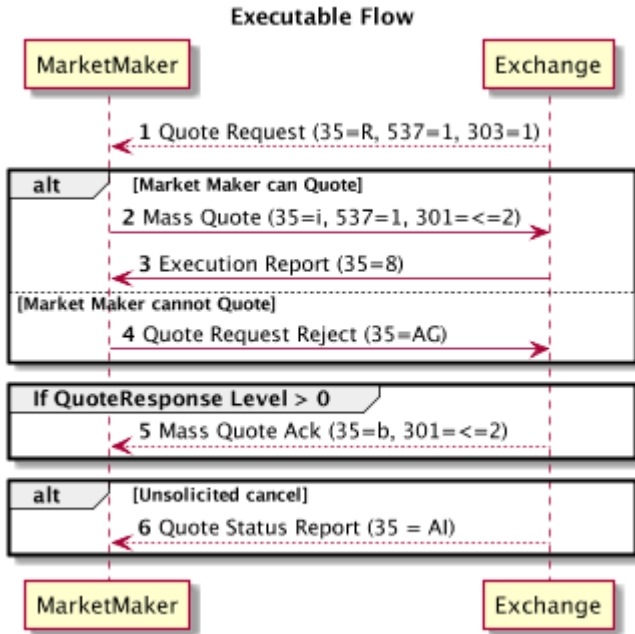 Executable Flow
MarketMaker Exchange
1 Quote Request (35=R, 537=1, 303=1)
alt [Market Maker can Quote]
2 Mass Quote (35=i, 537=1, 301=<=2)
3 Execution Report (35=8)
[Market Maker cannot Quote]
4 Quote Request Reject (35=AG)
If QuoteResponse Level > 0
5 Mass Quote Ack (35=b, 301=<=2)
alt [Unsolicited cancel]
6 Quote Status Report (35 = AI)
MarketMaker Exchange